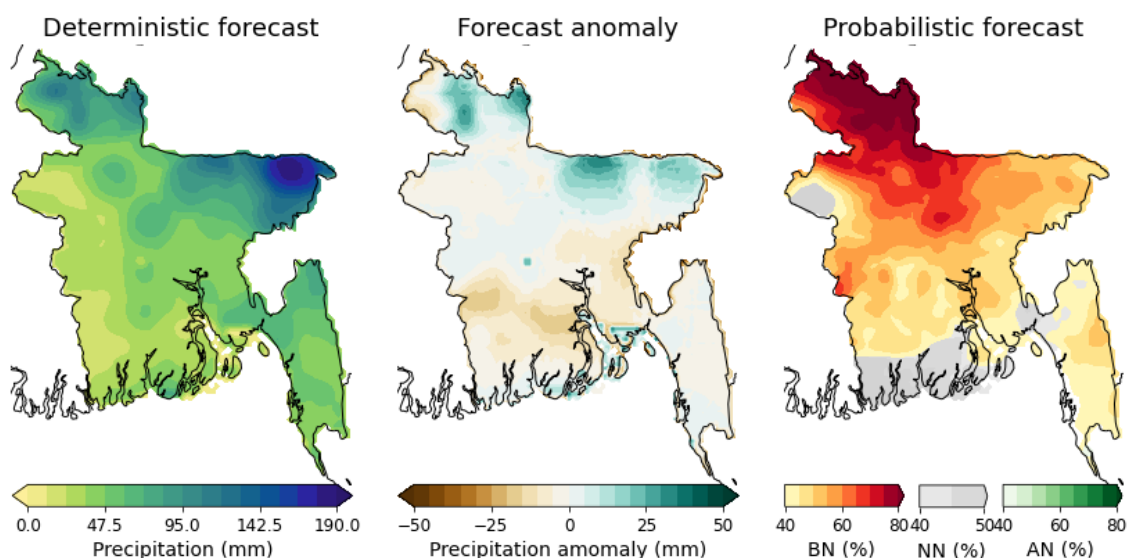 Deterministic forecast Forecast anomaly Probabilistic forecast
0.0 47.5 95.0 142.5 190.0 −50 −25 0 25 50 40 60 80 40 50 40 60 80
Precipitation (mm) Precipitation amomaly (mm) BN (%) NN (%) AN (%)